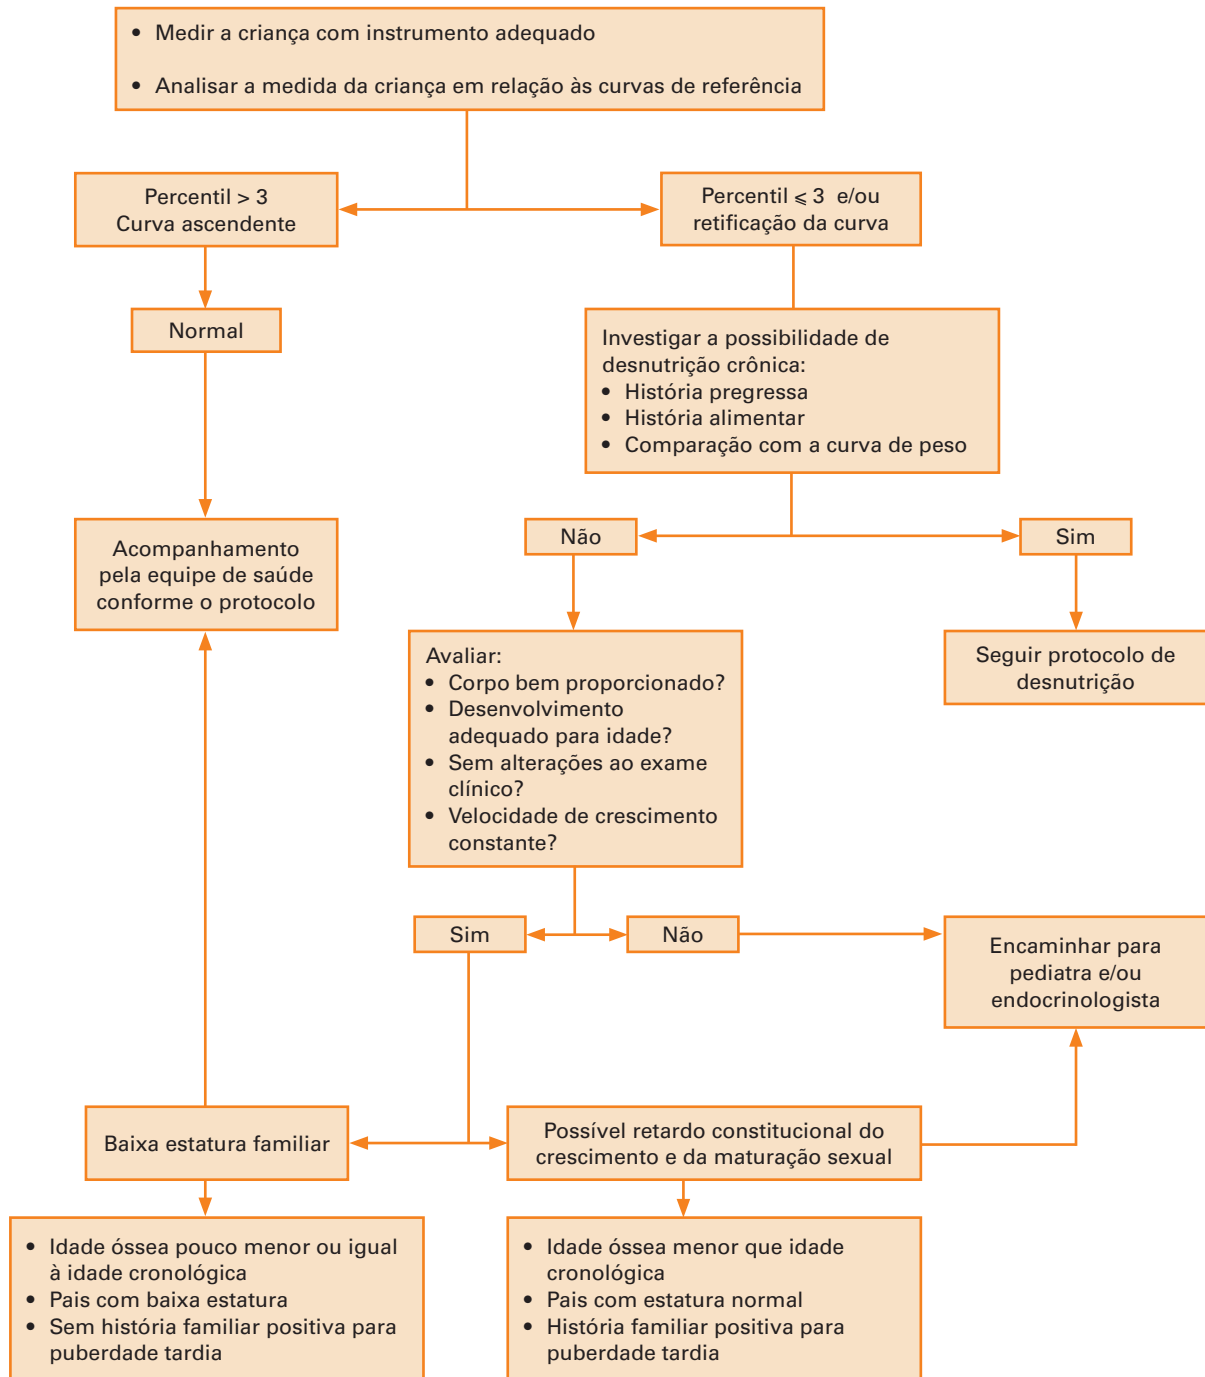 • Medir a criança com instrumento adequado
• Analisar a medida da criança em relação às curvas de referência
Percentil > 3
Curva ascendente
Percentil ⩽ 3 e/ou
retificação da curva
Normal
Investigar a possibilidade de
desnutrição crônica:
• História pregressa
• História alimentar
• Comparação com a curva de peso
Não
Sim
Acompanhamento
pela equipe de saúde
conforme o protocolo
Avaliar:
• Corpo bem proporcionado?
• Desenvolvimento
adequado para idade?
• Sem alterações ao exame
clínico?
• Velocidade de crescimento
constante?
Seguir protocolo de
desnutrição
Sim
Não
Encaminhar para
pediatra e/ou
endocrinologista
Baixa estatura familiar
Possível retardo constitucional do
crescimento e da maturação sexual
• Idade óssea pouco menor ou igual
à idade cronológica
• Pais com baixa estatura
• Sem história familiar positiva para
puberdade tardia
• Idade óssea menor que idade
cronológica
• Pais com estatura normal
• História familiar positiva para
puberdade tardia